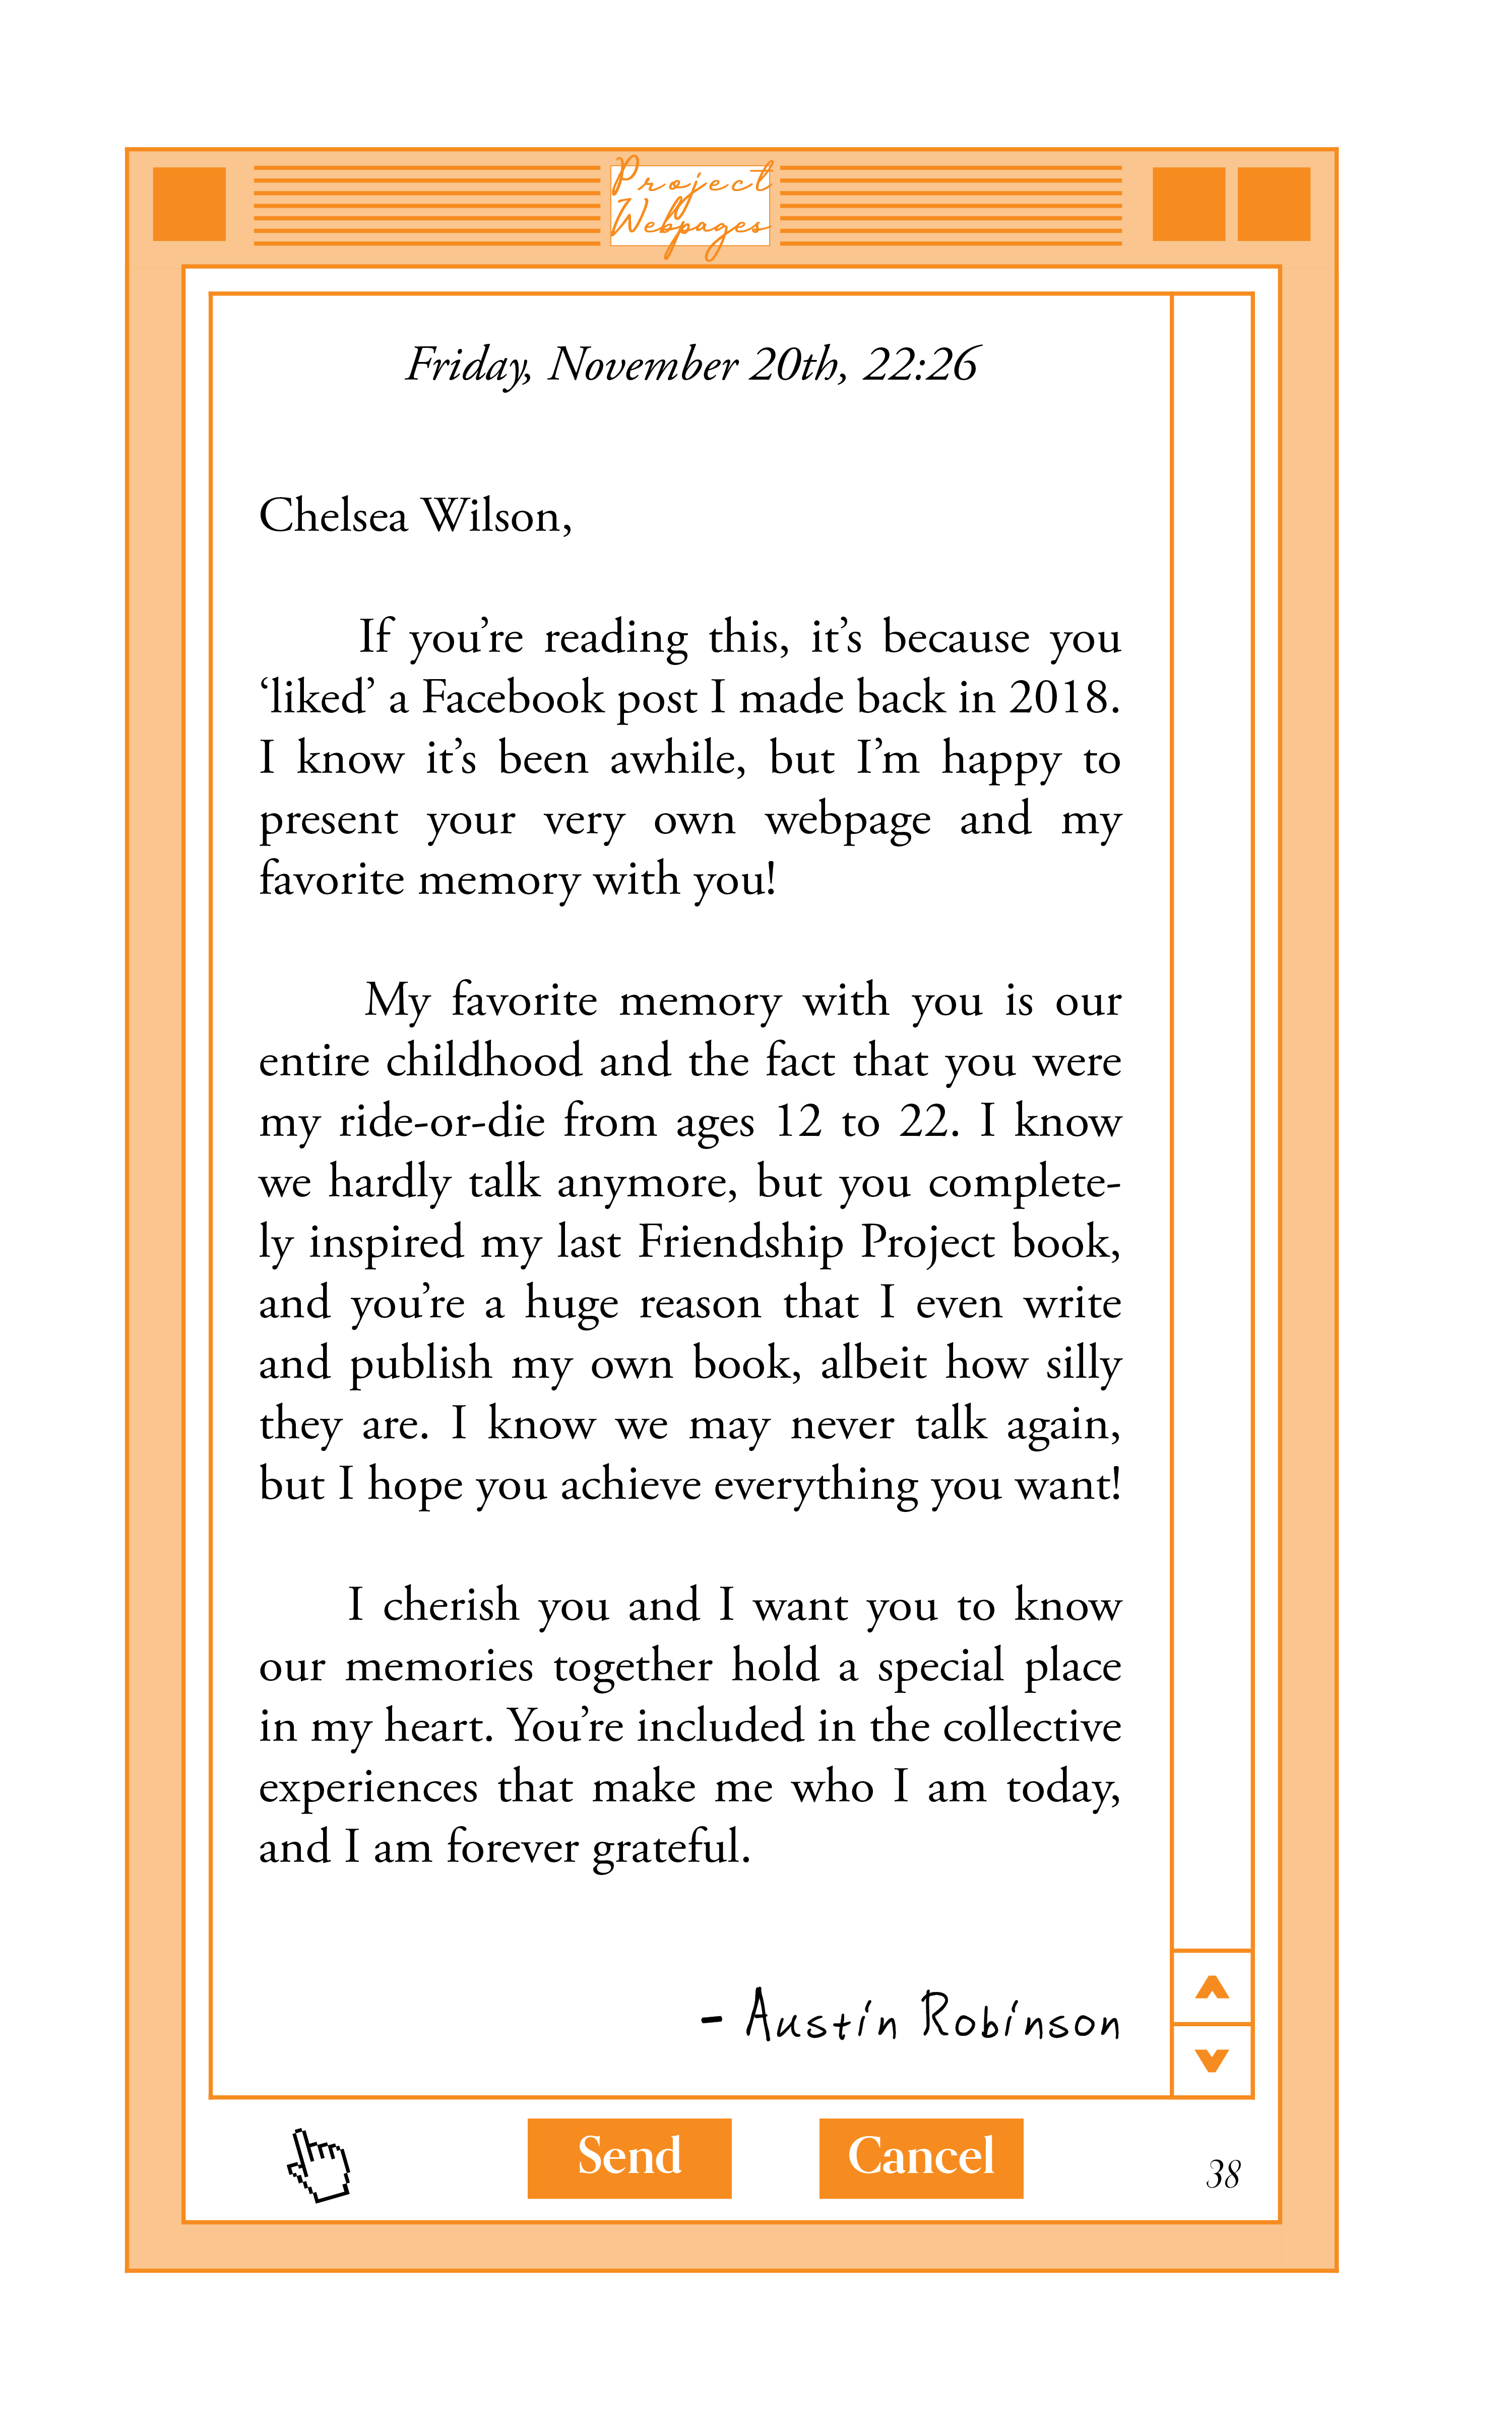 Project
Webpages
Friday, November 20th, 22:26
Chelsea Wilson,
If you’re reading this, it’s because you
‘liked’ a Facebook post I made back in 2018.
I know it’s been awhile, but I’m happy to
present your very own webpage and my
favorite memory with you!
My favorite memory with you is our
entire childhood and the fact that you were
my ride-or-die from ages 12 to 22. I know
we hardly talk anymore, but you complete-
ly inspired my last Friendship Project book,
and you’re a huge reason that I even write
and publish my own book, albeit how silly
they are. I know we may never talk again,
but I hope you achieve everything you want!
I cherish you and I want you to know
our memories together hold a special place
in my heart. You’re included in the collective
experiences that make me who I am today,
and I am forever grateful.
- Austin Robinson
Send Cancel
38